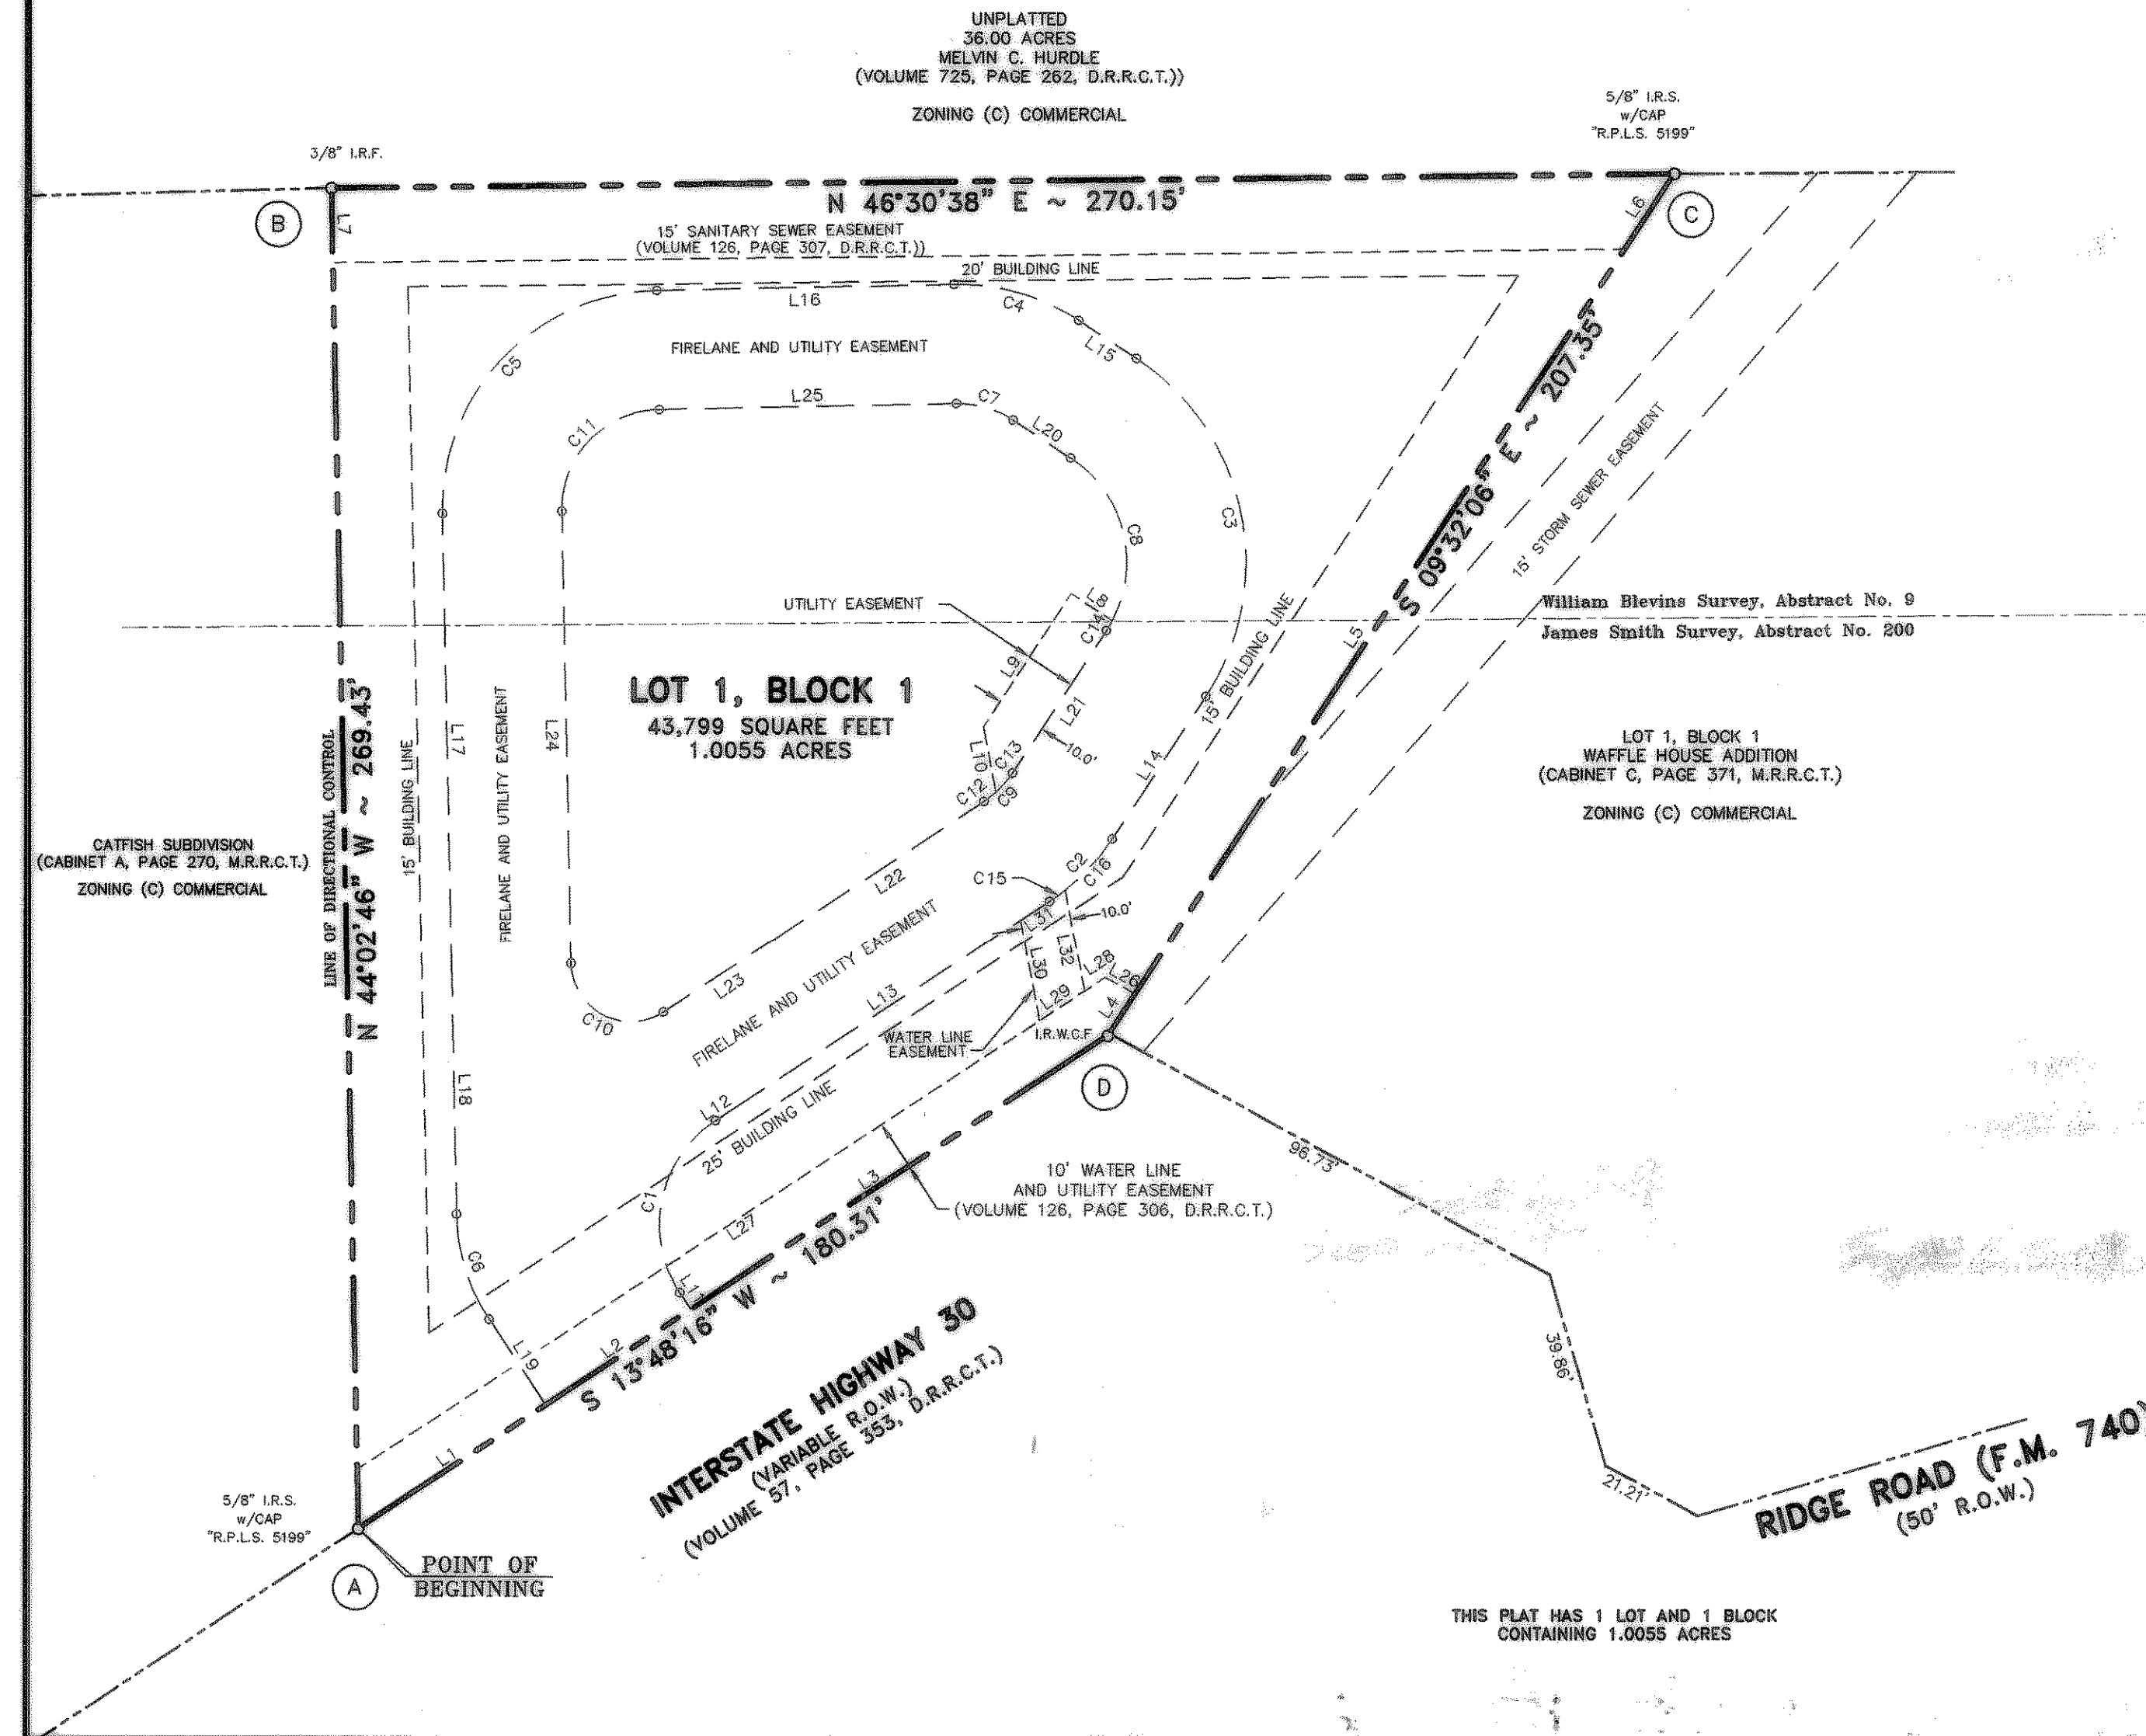 UNPLATTED
36.00 ACRES
MELVIN C. HURDLE
(VOLUME 725, PAGE 262, D.R.R.C.T.))
ZONING (C) COMMERCIAL
5/8" I.R.S.
w/CAP
"R.P.L.S. 5199"
3/8" I.R.F.
B
C
L7
L6
N 46°30'38" E ~ 270.15'
15' SANITARY SEWER EASEMENT
(VOLUME 126, PAGE 307, D.R.R.C.T.))
20' BUILDING LINE
L16
C4
L15
FIRELANE AND UTILITY EASEMENT
C5
L25
C7
L20
C11
C3
C8
S 09°32'06" E ~ 207.35'
15' STORM SEWER EASEMENT
UTILITY EASEMENT
L8
C14
William Blevins Survey, Abstract No. 9
James Smith Survey, Abstract No. 200
L5
L9
15' BUILDING LINE
LOT 1, BLOCK 1
43,799 SQUARE FEET
1.0055 ACRES
L21
L10
C13
10.0'
C12
C9
L14
L17
L24
FIRELANE AND UTILITY EASEMENT
15' BUILDING LINE
LINE OF DIRECTIONAL CONTROL
N 44°02'46" W ~ 269.43'
LOT 1, BLOCK 1
WAFFLE HOUSE ADDITION
(CABINET C, PAGE 371, M.R.R.C.T.)
ZONING (C) COMMERCIAL
CATFISH SUBDIVISION
(CABINET A, PAGE 270, M.R.R.C.T.)
ZONING (C) COMMERCIAL
C2
C16
C15
L22
L31
10.0'
L30
L32
L28
L26
L23
L13
L29
L4
FIRELANE AND UTILITY EASEMENT
C10
WATER LINE
EASEMENT
I.R.W.C.F.
D
L18
L12
25' BUILDING LINE
L3
C1
L27
10' WATER LINE
AND UTILITY EASEMENT
(VOLUME 126, PAGE 306, D.R.R.C.T.)
96.73'
C6
L11
L19
L2
S 13°48'16" W ~ 180.31'
INTERSTATE HIGHWAY 30
(VARIABLE R.O.W.)
(VOLUME 57, PAGE 353, D.R.R.C.T.)
39.86'
21.21'
RIDGE ROAD (F.M. 740)
(50' R.O.W.)
L1
5/8" I.R.S.
w/CAP
"R.P.L.S. 5199"
POINT OF
BEGINNING
A
THIS PLAT HAS 1 LOT AND 1 BLOCK
CONTAINING 1.0055 ACRES